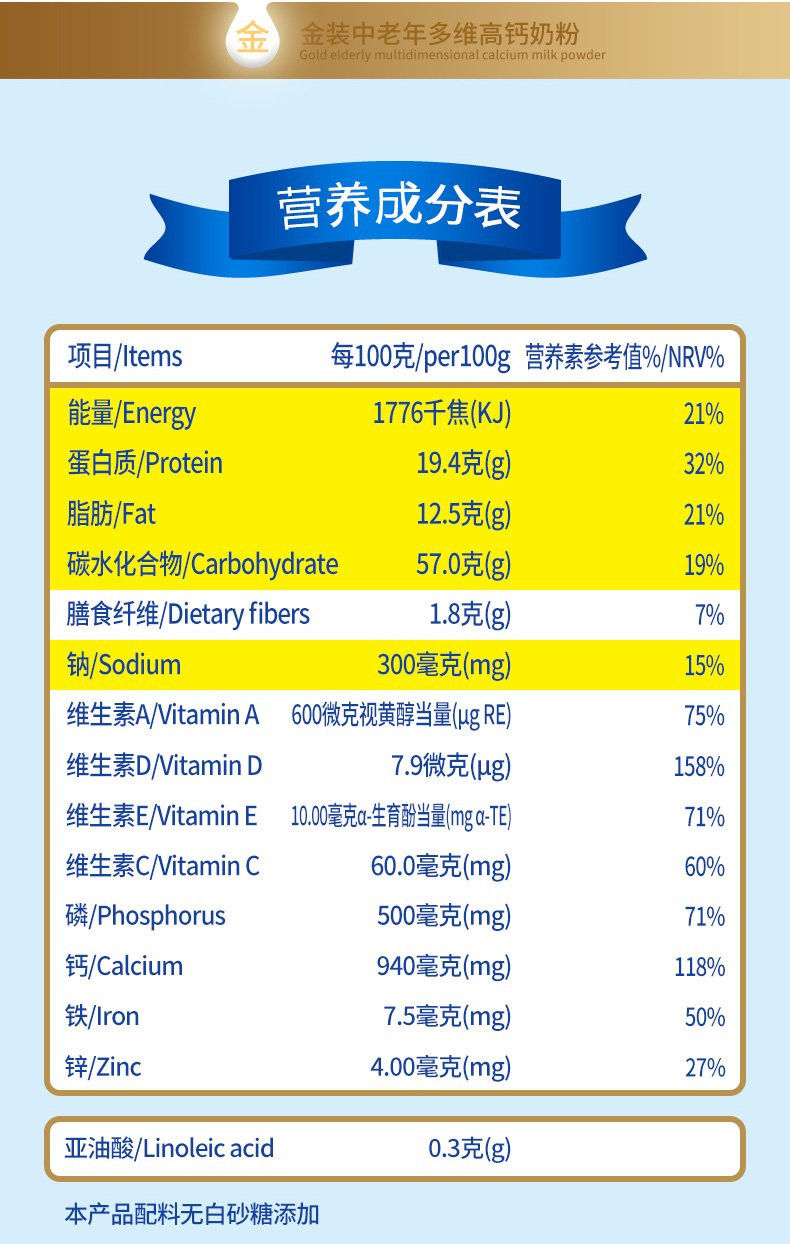 金
金装中老年多维高钙奶粉
Gold elderly multidimensional calcium milk powder
营养成分表
项目/Items 每100克/per100g 营养素参考值%/NRV%
能量/Energy 1776千焦(KJ) 21%
蛋白质/Protein 19.4克(g) 32%
脂肪/Fat 12.5克(g) 21%
碳水化合物/Carbohydrate 57.0克(g) 19%
膳食纤维/Dietary fibers 1.8克(g) 7%
钠/Sodium 300毫克(mg) 15%
维生素A/Vitamin A 600微克视黄醇当量(μg RE) 75%
维生素D/Vitamin D 7.9微克(μg) 158%
维生素E/Vitamin E 10.00毫克α-生育酚当量(mg α-TE) 71%
维生素C/Vitamin C 60.0毫克(mg) 60%
磷/Phosphorus 500毫克(mg) 71%
钙/Calcium 940毫克(mg) 118%
铁/Iron 7.5毫克(mg) 50%
锌/Zinc 4.00毫克(mg) 27%
亚油酸/Linoleic acid 0.3克(g)
本产品配料无白砂糖添加